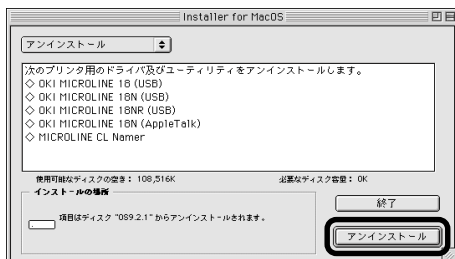 Installer for MacOS
アンインストール
次のプリンタ用のドライバ及びユーティリティをアンインストールします。
◇ OKI MICROLINE 18 (USB)
◇ OKI MICROLINE 18N (USB)
◇ OKI MICROLINE 18NR (USB)
◇ OKI MICROLINE 18N (AppleTalk)
◇ MICROLINE CL Namer
使用可能なディスクの空き： 108,516K 必要なディスク容量： 0K
インストールの場所
項目はディスク "OS9.2.1" からアンインストールされます。
終了
アンインストール